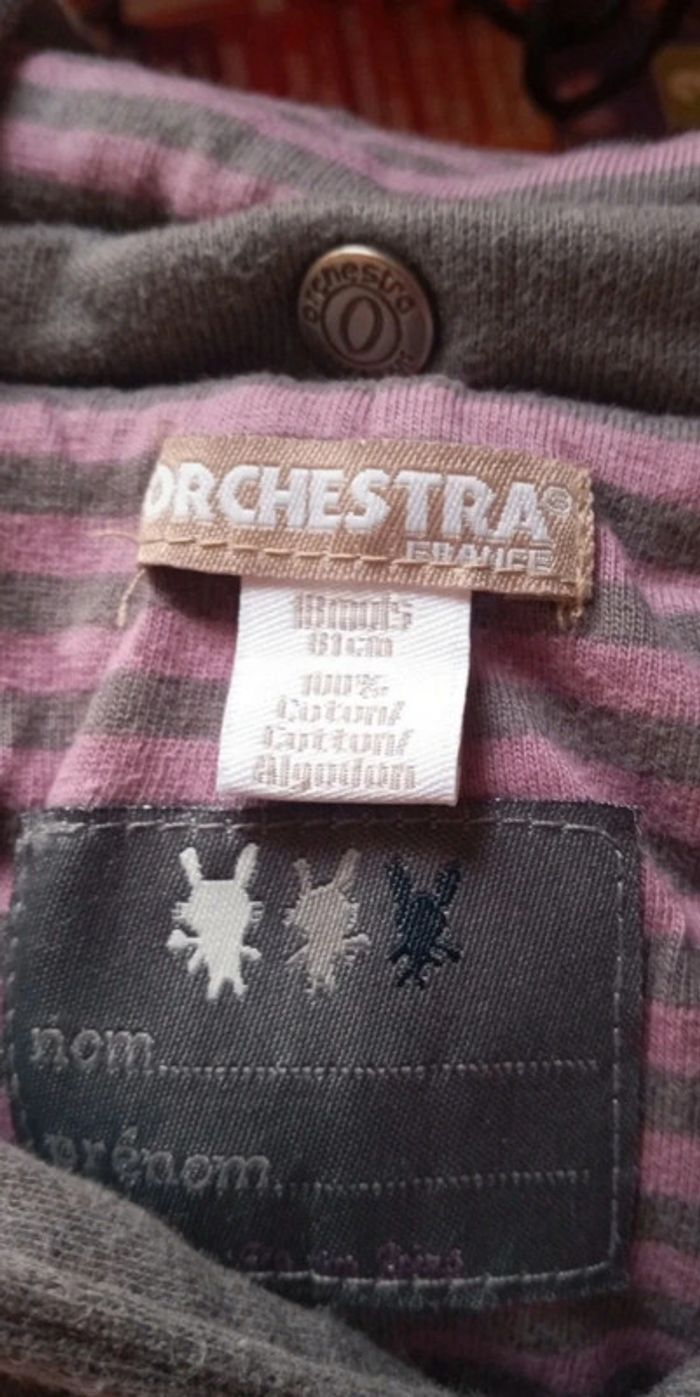 orchestra
ORCHESTRA®
FRANCE
18mois
81cm
100%
Coton/
Cotton/
Algodon
nom
prénom